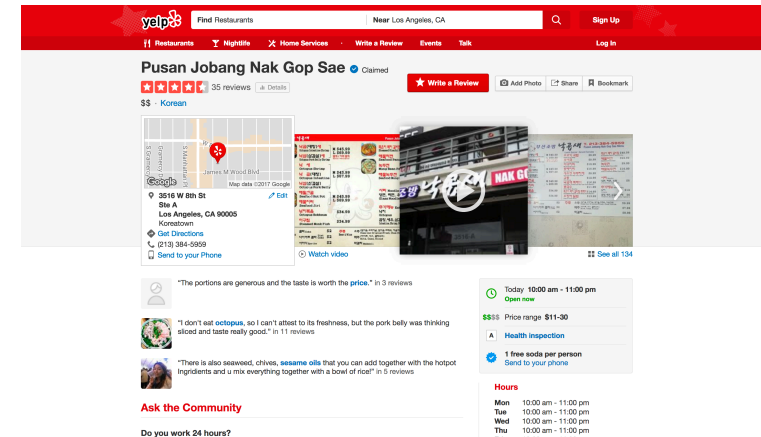 yelp
Find Restaurants
Near Los Angeles, CA
Sign Up
Restaurants
Nightlife
Home Services
Write a Review
Events
Talk
Log In
Pusan Jobang Nak Gop Sae
Claimed
35 reviews
Details
Write a Review
Add Photo
Share
Bookmark
$$ · Korean
James M Wood Blvd
S Manhattan Pl
Google
Map data ©2017 Google
3516 W 8th St
Ste A
Los Angeles, CA 90005
Koreatown
Edit
Get Directions
(213) 384-5959
Send to your Phone
조방 낙곱새
NAK GO
3516-A
Watch video
See all 134
"The portions are generous and the taste is worth the price." in 3 reviews
"I don't eat octopus, so I can't attest to its freshness, but the pork belly was thinking
sliced and taste really good." in 11 reviews
"There is also seaweed, chives, sesame oils that you can add together with the hotpot
Ingridients and u mix everything together with a bowl of rice!" in 5 reviews
Today 10:00 am - 11:00 pm
Open now
$$$$ Price range $11-30
A Health inspection
1 free soda per person
Send to your phone
Hours
Mon 10:00 am - 11:00 pm
Tue 10:00 am - 11:00 pm
Wed 10:00 am - 11:00 pm
Thu 10:00 am - 11:00 pm
Ask the Community
Do you work 24 hours?